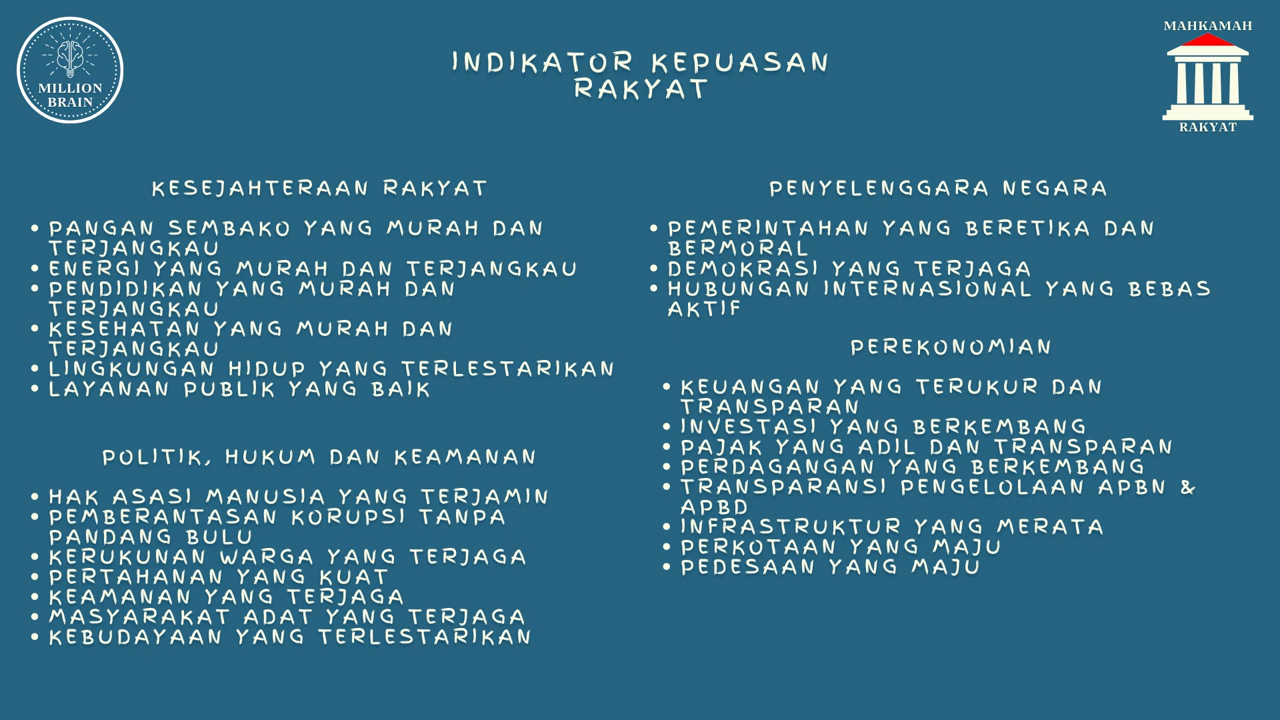 MILLION
BRAIN
INDIKATOR KEPUASAN
RAKYAT
MAHKAMAH
RAKYAT
KESEJAHTERAAN RAKYAT
• PANGAN SEMBAKO YANG MURAH DAN
TERJANGKAU
• ENERGI YANG MURAH DAN TERJANGKAU
• PENDIDIKAN YANG MURAH DAN
TERJANGKAU
• KESEHATAN YANG MURAH DAN
TERJANGKAU
• LINGKUNGAN HIDUP YANG TERLESTARIKAN
• LAYANAN PUBLIK YANG BAIK
POLITIK, HUKUM DAN KEAMANAN
• HAK ASASI MANUSIA YANG TERJAMIN
• PEMBERANTASAN KORUPSI TANPA
PANDANG BULU
• KERUKUNAN WARGA YANG TERJAGA
• PERTAHANAN YANG KUAT
• KEAMANAN YANG TERJAGA
• MASYARAKAT ADAT YANG TERJAGA
• KEBUDAYAAN YANG TERLESTARIKAN
PENYELENGGARA NEGARA
• PEMERINTAHAN YANG BERETIKA DAN
BERMORAL
• DEMOKRASI YANG TERJAGA
• HUBUNGAN INTERNASIONAL YANG BEBAS
AKTIF
PEREKONOMIAN
• KEUANGAN YANG TERUKUR DAN
TRANSPARAN
• INVESTASI YANG BERKEMBANG
• PAJAK YANG ADIL DAN TRANSPARAN
• PERDAGANGAN YANG BERKEMBANG
• TRANSPARANSI PENGELOLAAN APBN &
APBD
• INFRASTRUKTUR YANG MERATA
• PERKOTAAN YANG MAJU
• PEDESAAN YANG MAJU